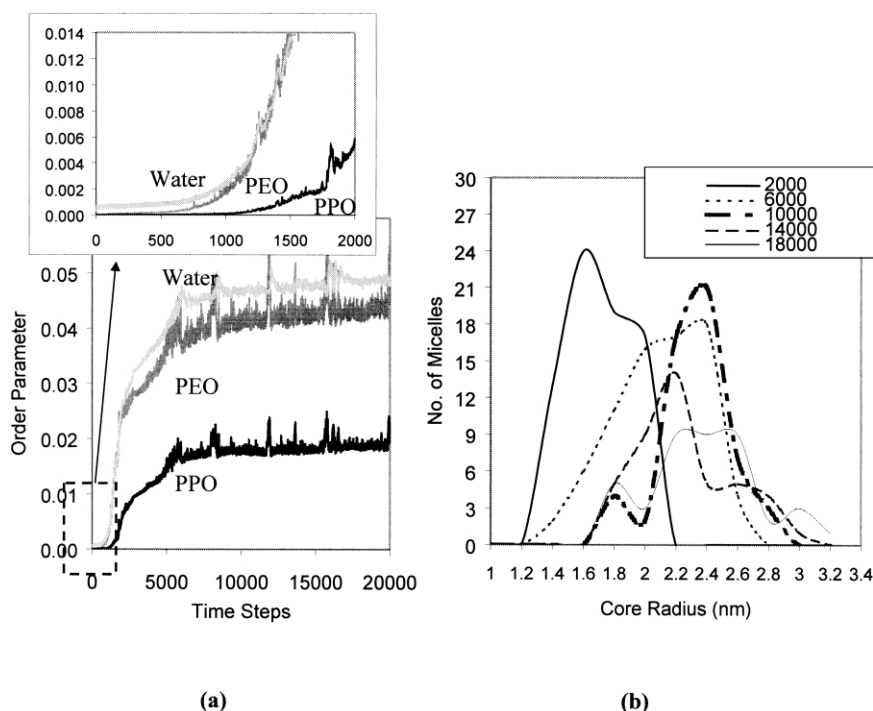 0.014
0.012
0.010
0.008
0.006
0.004
0.002
0.000
Water
PEO
PPO
0 500 1000 1500 2000
0.05
0.04
0.03
0.02
0.01
0.00
Order Parameter
Water
PEO
PPO
0 5000 10000 15000 20000
Time Steps
(a)
2000
6000
10000
14000
18000
30
27
24
21
18
15
12
9
6
3
0
No. of Micelles
1 1.2 1.4 1.6 1.8 2 2.2 2.4 2.6 2.8 3 3.2 3.4
Core Radius (nm)
(b)